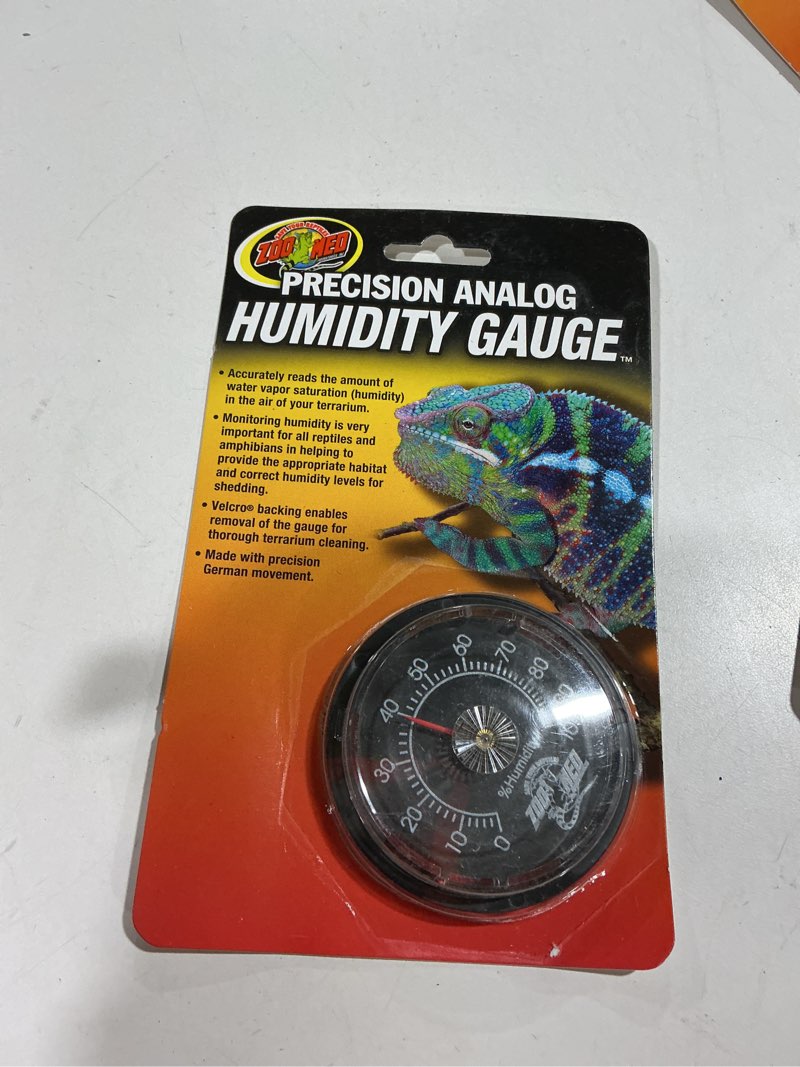 ZOO MED
PRECISION ANALOG
HUMIDITY GAUGE™
• Accurately reads the amount of
water vapor saturation (humidity)
in the air of your terrarium.
• Monitoring humidity is very
important for all reptiles and
amphibians in helping to
provide the appropriate habitat
and correct humidity levels for
shedding.
• Velcro® backing enables
removal of the gauge for
thorough terrarium cleaning.
• Made with precision
German movement.
0
10
20
30
40
50
60
70
80
%Humidity
ZOO MED